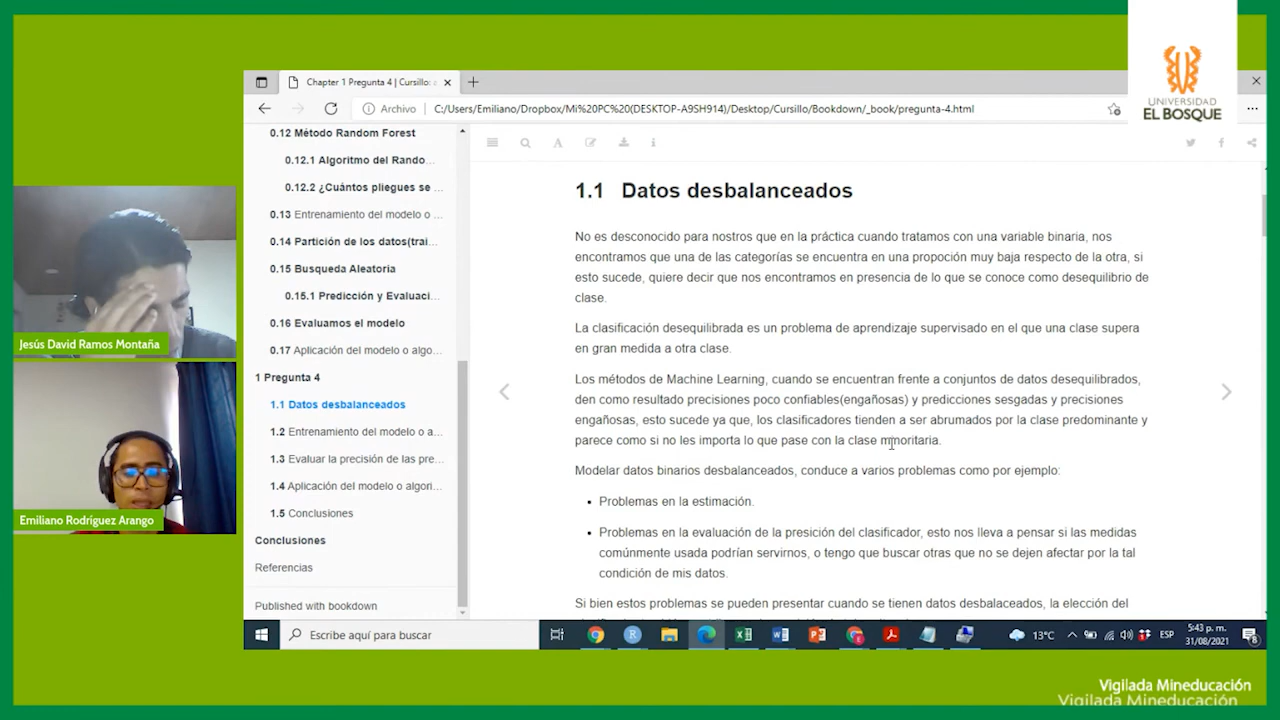 UNIVERSIDAD
EL BOSQUE
Chapter 1 Pregunta 4 | Cursillo:
Archivo
C:/Users/Emiliano/Dropbox/Mi%20PC%20(DESKTOP-A9SH914)/Desktop/Cursillo/Bookdown/_book/pregunta-4.html
0.12 Método Random Forest
0.12.1 Algoritmo del Rando...
0.12.2 ¿Cuántos pliegues se ...
0.13 Entrenamiento del modelo o ...
0.14 Partición de los datos(trai...
0.15 Busqueda Aleatoria
0.15.1 Predicción y Evaluaci...
0.16 Evaluamos el modelo
0.17 Aplicación del modelo o algo...
1 Pregunta 4
1.1 Datos desbalanceados
1.2 Entrenamiento del modelo o a...
1.3 Evaluar la precisión de las pre...
1.4 Aplicación del modelo o algori...
1.5 Conclusiones
Conclusiones
Referencias
Published with bookdown
1.1 Datos desbalanceados
No es desconocido para nostros que en la práctica cuando tratamos con una variable binaria, nos
encontramos que una de las categorías se encuentra en una propoción muy baja respecto de la otra, si
esto sucede, quiere decir que nos encontramos en presencia de lo que se conoce como desequilibrio de
clase.
La clasificación desequilibrada es un problema de aprendizaje supervisado en el que una clase supera
en gran medida a otra clase.
Los métodos de Machine Learning, cuando se encuentran frente a conjuntos de datos desequilibrados,
den como resultado precisiones poco confiables(engañosas) y predicciones sesgadas y precisiones
engañosas, esto sucede ya que, los clasificadores tienden a ser abrumados por la clase predominante y
parece como si no les importa lo que pase con la clase minoritaria.
Modelar datos binarios desbalanceados, conduce a varios problemas como por ejemplo:
• Problemas en la estimación.
• Problemas en la evaluación de la presición del clasificador, esto nos lleva a pensar si las medidas
comúnmente usada podrían servirnos, o tengo que buscar otras que no se dejen afectar por la tal
condición de mis datos.
Si bien estos problemas se pueden presentar cuando se tienen datos desbalaceados, la elección del
Jesús David Ramos Montaña
Emiliano Rodríguez Arango
Escribe aquí para buscar
13°C
ESP
5:43 p. m.
31/08/2021
8
Vigilada Mineducación
Vigilada Mineducación